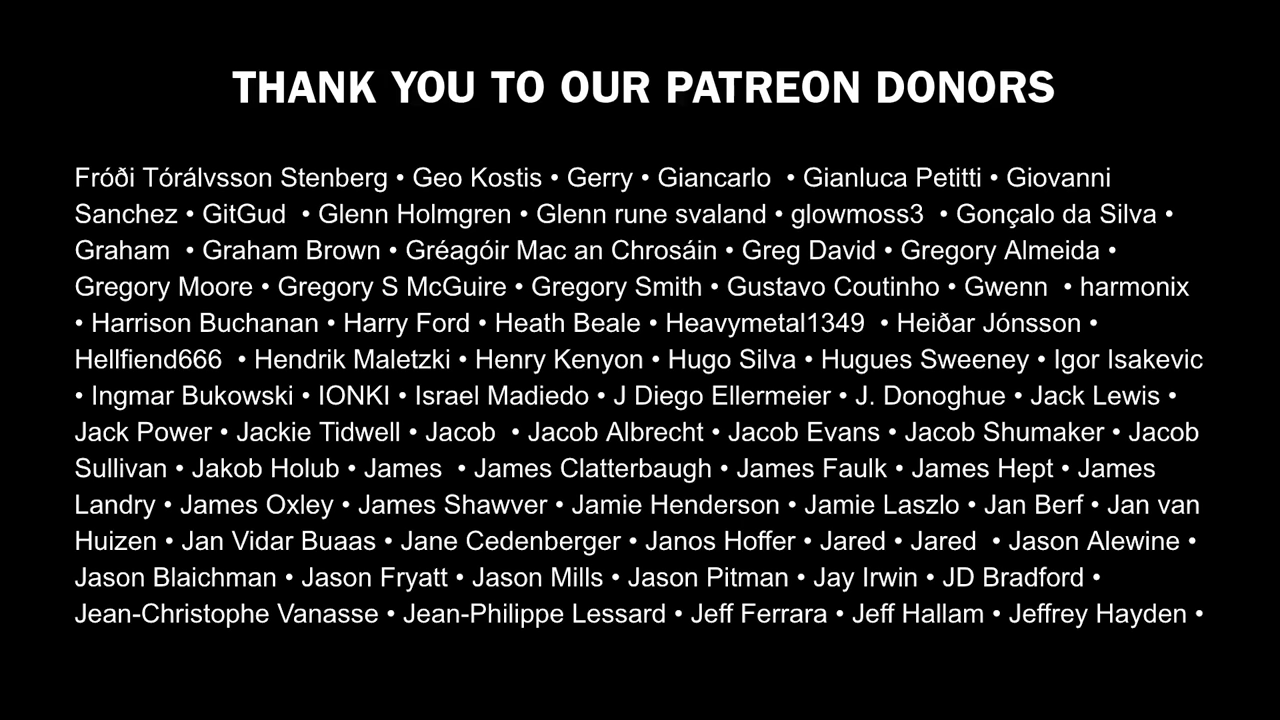 THANK YOU TO OUR PATREON DONORS
Fróði Tórálvsson Stenberg • Geo Kostis • Gerry • Giancarlo • Gianluca Petitti • Giovanni
Sanchez • GitGud • Glenn Holmgren • Glenn rune svaland • glowmoss3 • Gonçalo da Silva •
Graham • Graham Brown • Gréagóir Mac an Chrosáin • Greg David • Gregory Almeida •
Gregory Moore • Gregory S McGuire • Gregory Smith • Gustavo Coutinho • Gwenn • harmonix
• Harrison Buchanan • Harry Ford • Heath Beale • Heavymetal1349 • Heiðar Jónsson •
Hellfiend666 • Hendrik Maletzki • Henry Kenyon • Hugo Silva • Hugues Sweeney • Igor Isakevic
• Ingmar Bukowski • IONKI • Israel Madiedo • J Diego Ellermeier • J. Donoghue • Jack Lewis •
Jack Power • Jackie Tidwell • Jacob • Jacob Albrecht • Jacob Evans • Jacob Shumaker • Jacob
Sullivan • Jakob Holub • James • James Clatterbaugh • James Faulk • James Hept • James
Landry • James Oxley • James Shawver • Jamie Henderson • Jamie Laszlo • Jan Berf • Jan van
Huizen • Jan Vidar Buaas • Jane Cedenberger • Janos Hoffer • Jared • Jared • Jason Alewine •
Jason Blaichman • Jason Fryatt • Jason Mills • Jason Pitman • Jay Irwin • JD Bradford •
Jean-Christophe Vanasse • Jean-Philippe Lessard • Jeff Ferrara • Jeff Hallam • Jeffrey Hayden •